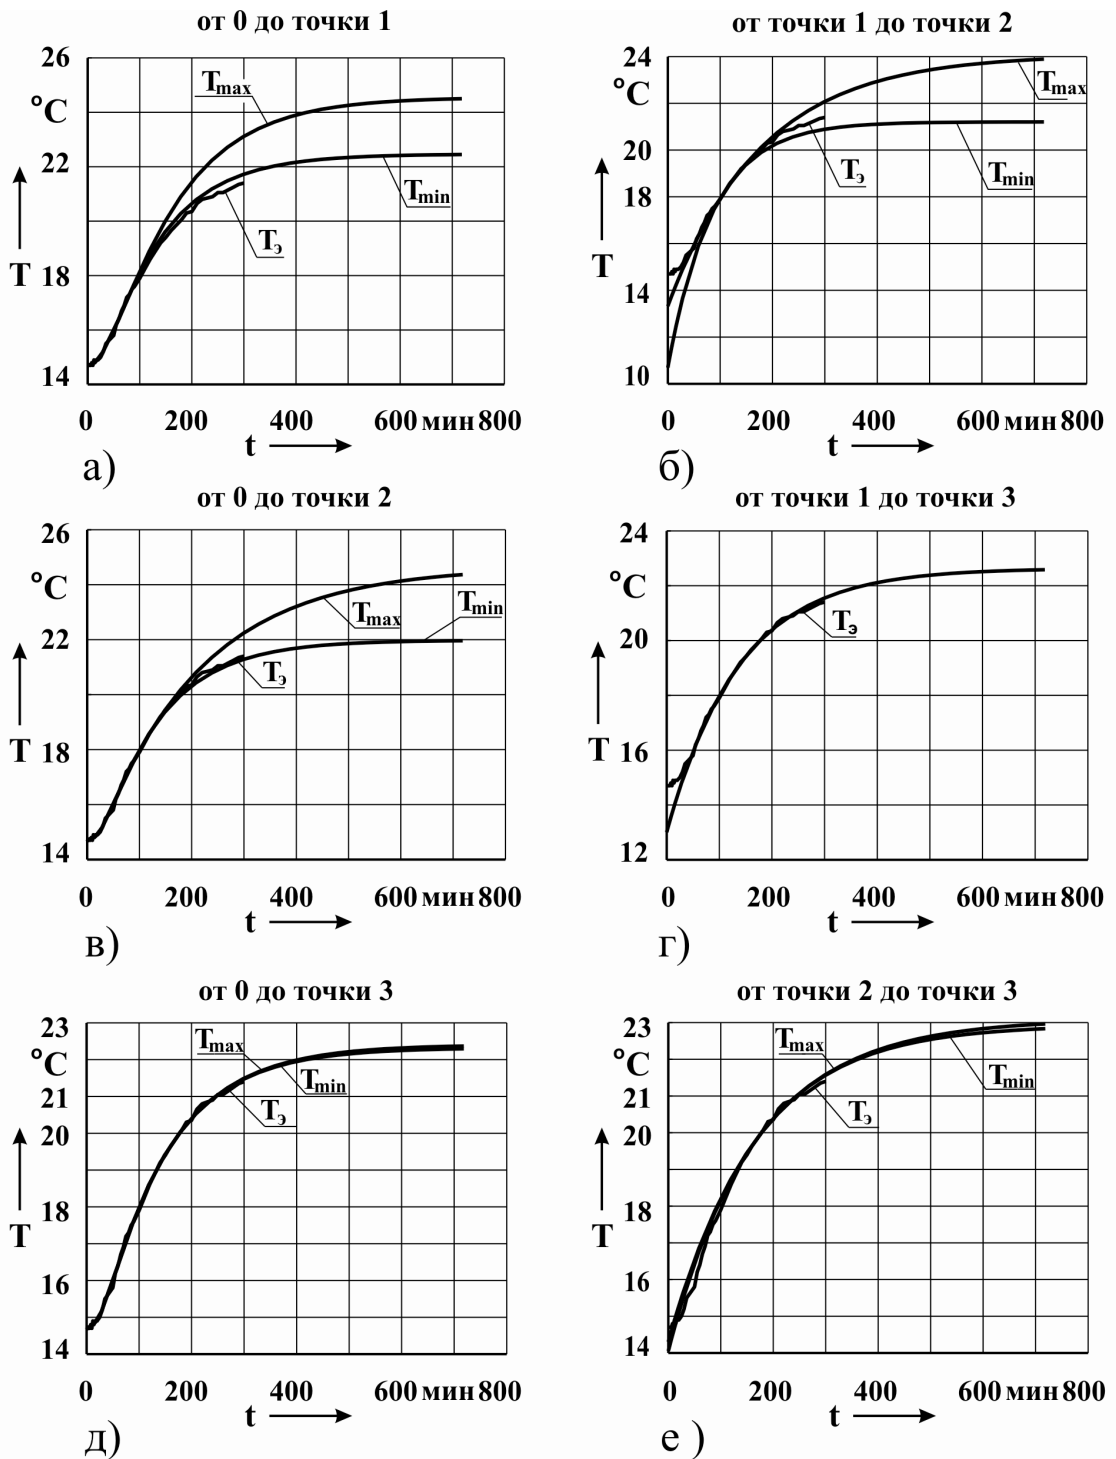 от 0 до точки 1
26
°C
22
T 18
14
0 200 400 600 мин 800
t
Tmax
Tmin
Tэ
а)
от точки 1 до точки 2
24
°C
20
18
T
14
10
0 200 400 600 мин 800
t
Tmax
Tэ
Tmin
б)
от 0 до точки 2
26
°C
22
T 18
14
0 200 400 600 мин 800
t
Tmax
Tmin
Tэ
в)
от точки 1 до точки 3
24
°C
20
T 16
12
0 200 400 600 мин 800
t
Tэ
г)
от 0 до точки 3
23
°C
21
20
18
T
16
14
0 200 400 600 мин 800
t
Tmax
Tmin
Tэ
д)
от точки 2 до точки 3
23
°C
21
20
18
T
16
14
0 200 400 600 мин 800
t
Tmax
Tmin
Tэ
е )